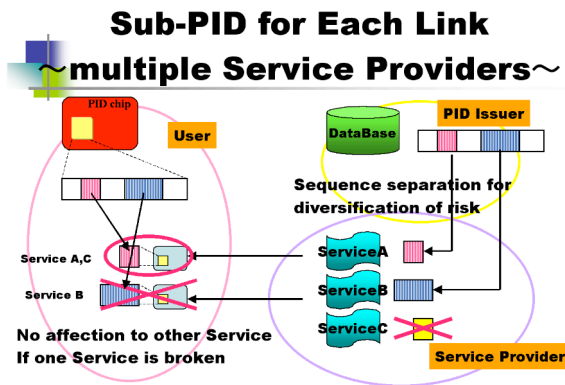 Sub-PID for Each Link
～multiple Service Providers～
PID chip
User
DataBase
PID Issuer
Sequence separation for
diversification of risk
Service A,C
Service B
ServiceA
ServiceB
ServiceC
No affection to other Service
If one Service is broken
Service Provider